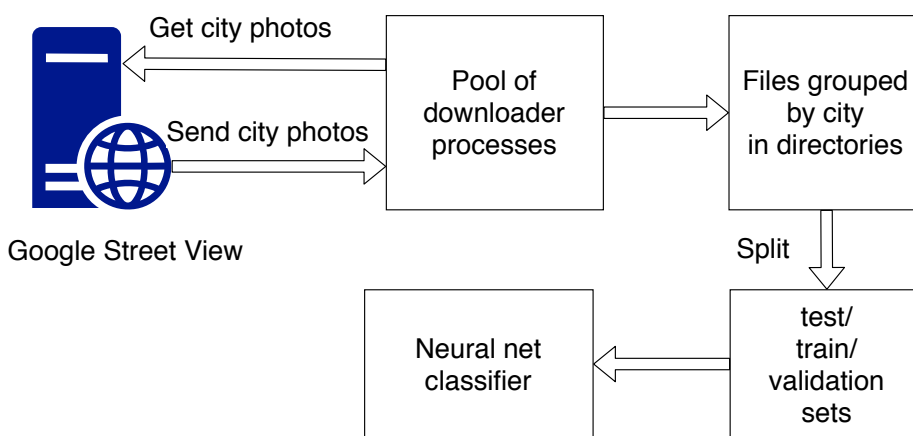 Get city photos
Send city photos
Google Street View
Pool of
downloader
processes
Files grouped
by city
in directories
Split
test/
train/
validation
sets
Neural net
classifier